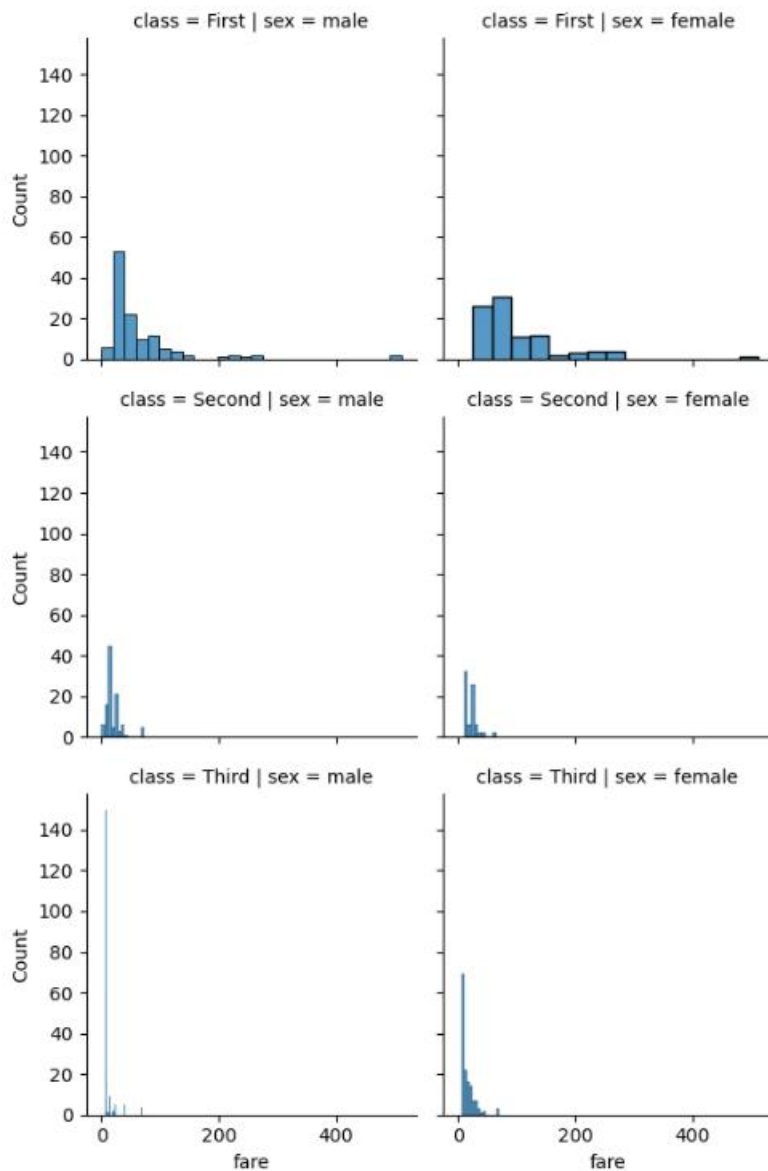 class = First | sex = male
class = First | sex = female
140
120
100
80
60
40
20
0
Count
class = Second | sex = male
class = Second | sex = female
140
120
100
80
60
40
20
0
Count
class = Third | sex = male
class = Third | sex = female
140
120
100
80
60
40
20
0
Count
0 200 400
0 200 400
fare
fare